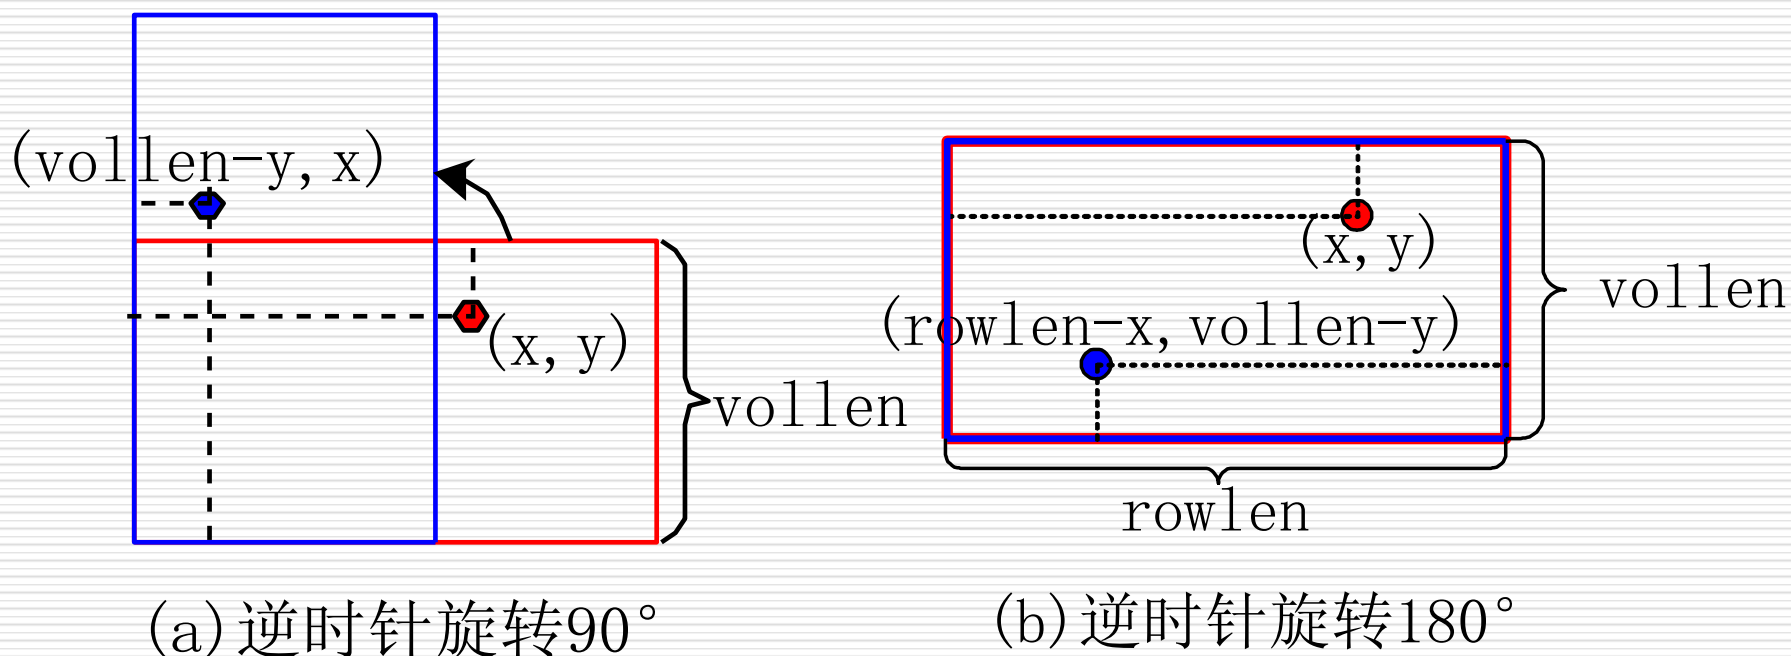 (vollen-y, x)
(x, y)
vollen
(a)逆时针旋转90°
(x, y)
(rowlen-x, vollen-y)
vollen
rowlen
(b)逆时针旋转180°